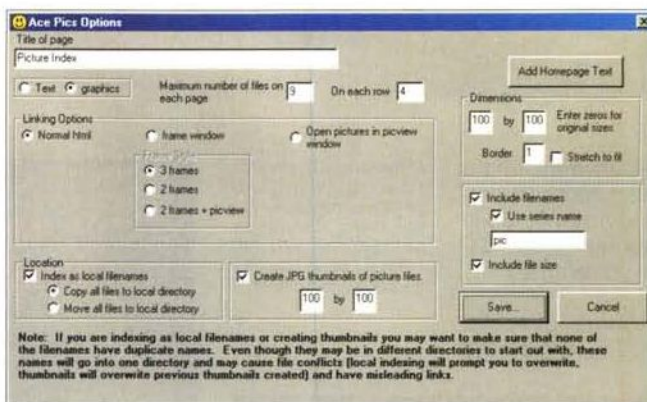 Ace Pics Options
Title of page
Picture Index
Add Homepage Text
Text graphics
Maximum number of files on
each page 9 On each row 4
Dimensions
100 by 100 Enter zeros for
original sizes
Border 1 Stretch to fit
Linking Options
Normal html frame window Open pictures in picview
window
3 frames
2 frames
2 frames + picview
Include filenames
Use series name
pic
Include file size
Location
Index as local filenames
Copy all files to local directory
Move all files to local directory
Create JPG thumbnails of picture files
100 by 100
Save... Cancel
Note: If you are indexing as local filenames or creating thumbnails you may want to make sure that none of
the filenames have duplicate names. Even though they may be in different directories to start out with, these
names will go into one directory and may cause file conflicts (local indexing will prompt you to overwrite,
thumbnails will overwrite previous thumbnails created) and have misleading links.